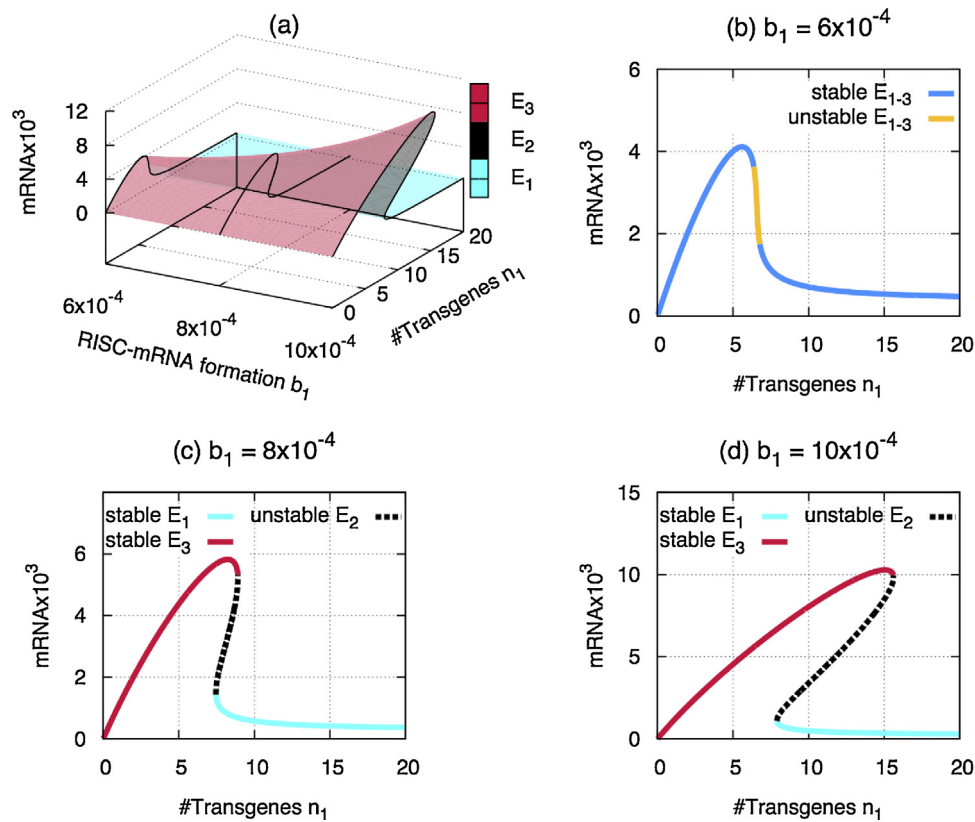 (a)
mRNAx10³
12
8
4
0
E₃
E₂
E₁
6x10⁻⁴
8x10⁻⁴
10x10⁻⁴
RISC-mRNA formation b₁
0
5
10
15
20
#Transgenes n₁
(b) b₁ = 6x10⁻⁴
stable E₁₋₃
unstable E₁₋₃
mRNAx10³
6
4
2
0
0 5 10 15 20
#Transgenes n₁
(c) b₁ = 8x10⁻⁴
stable E₁ unstable E₂
stable E₃
mRNAx10³
6
4
2
0
0 5 10 15 20
#Transgenes n₁
(d) b₁ = 10x10⁻⁴
stable E₁ unstable E₂
stable E₃
mRNAx10³
15
10
5
0
0 5 10 15 20
#Transgenes n₁